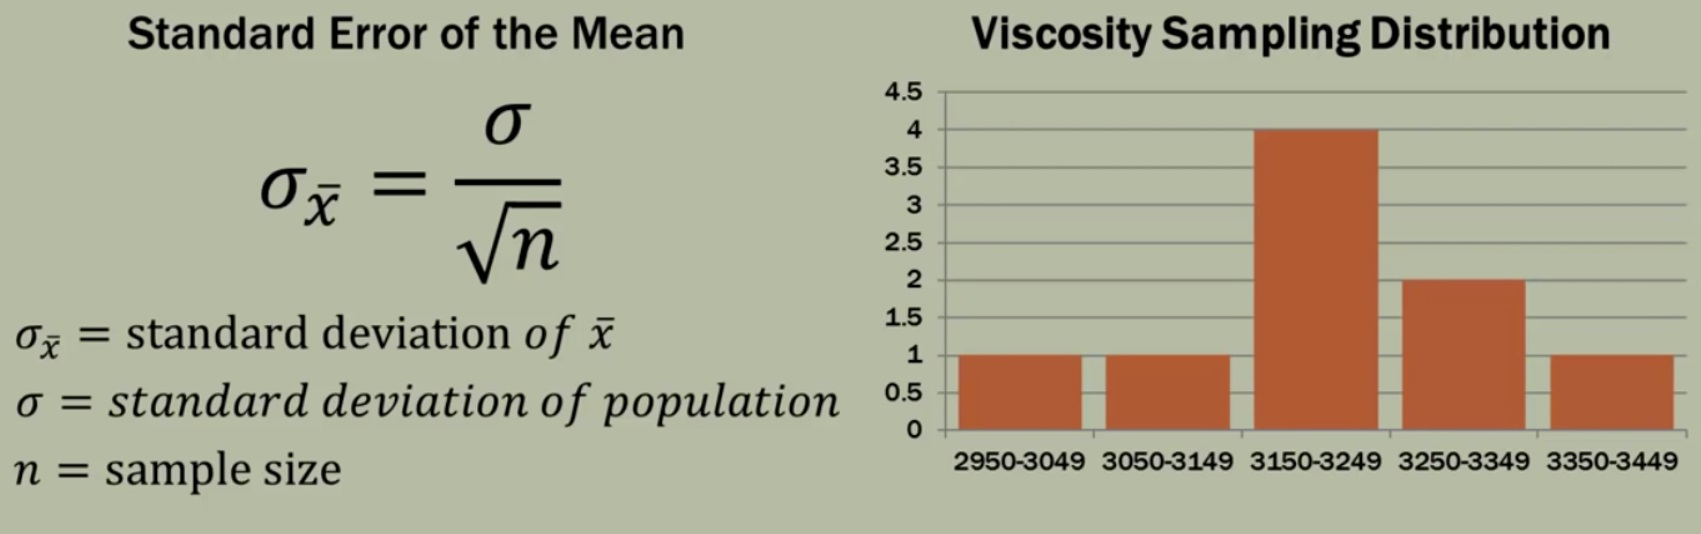 Standard Error of the Mean
σx̄ = σ/√n
σx̄ = standard deviation of x̄
σ = standard deviation of population
n = sample size
Viscosity Sampling Distribution
4.5
4
3.5
3
2.5
2
1.5
1
0.5
0
2950-3049 3050-3149 3150-3249 3250-3349 3350-3449